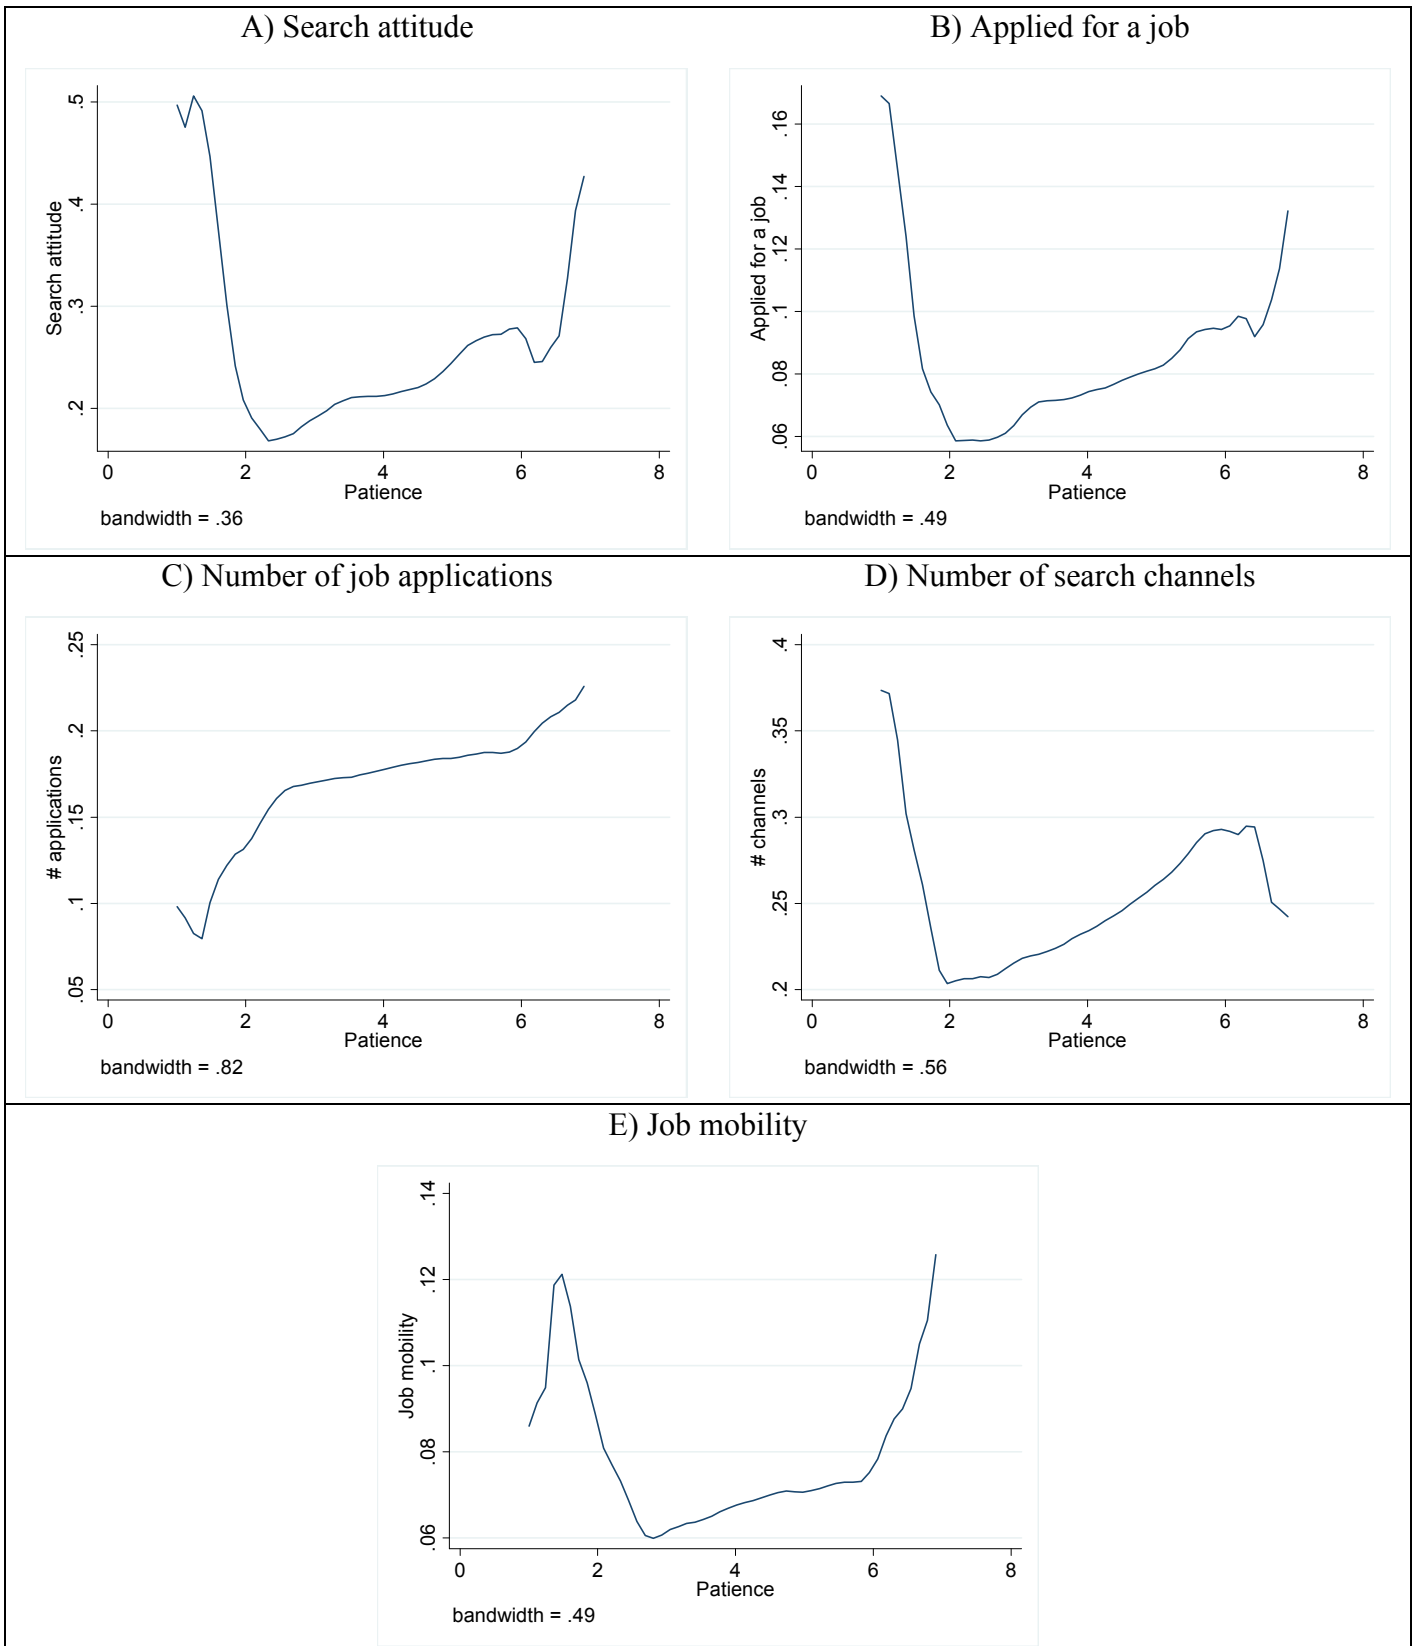 A) Search attitude
.5
.4
.3
.2
Search attitude
0 2 4 6 8
Patience
bandwidth = .36
B) Applied for a job
.16
.14
.12
.1
.08
.06
Applied for a job
0 2 4 6 8
Patience
bandwidth = .49
C) Number of job applications
.25
.2
.15
.1
.05
# applications
0 2 4 6 8
Patience
bandwidth = .82
D) Number of search channels
.4
.35
.3
.25
.2
# channels
0 2 4 6 8
Patience
bandwidth = .56
E) Job mobility
.14
.12
.1
.08
.06
Job mobility
0 2 4 6 8
Patience
bandwidth = .49